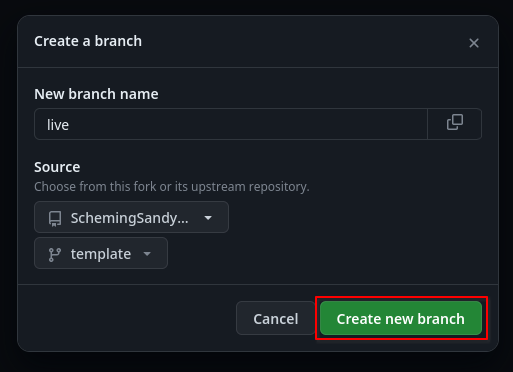 Create a branch
New branch name
live
Source
Choose from this fork or its upstream repository.
SchemingSandy...
template
Cancel
Create new branch